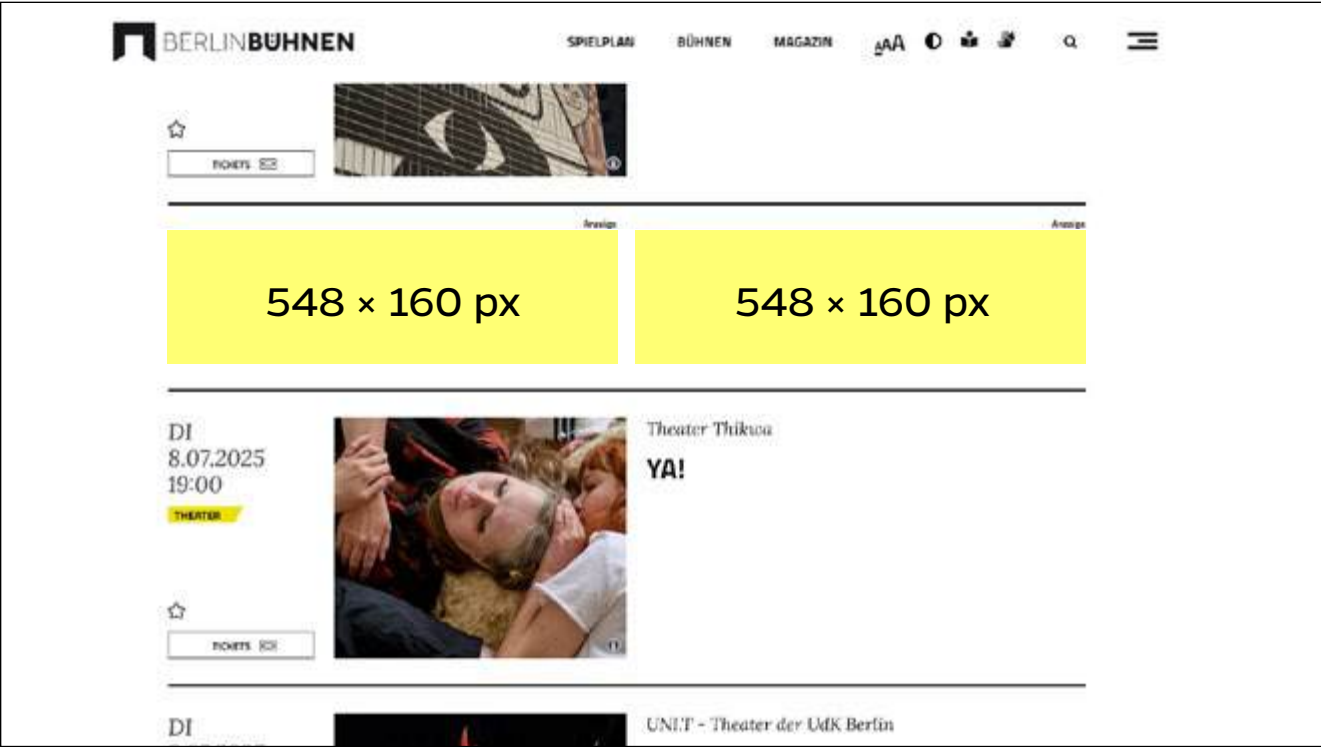 BERLINBÜHNEN
SPIELPLAN BÜHNEN MAGAZIN AAA
TICKETS
Anzeige Anzeige
548 × 160 px 548 × 160 px
DI
8.07.2025
19:00
THEATER
TICKETS
Theater Thikwa
YA!
DI
UNI.T - Theater der UdK Berlin